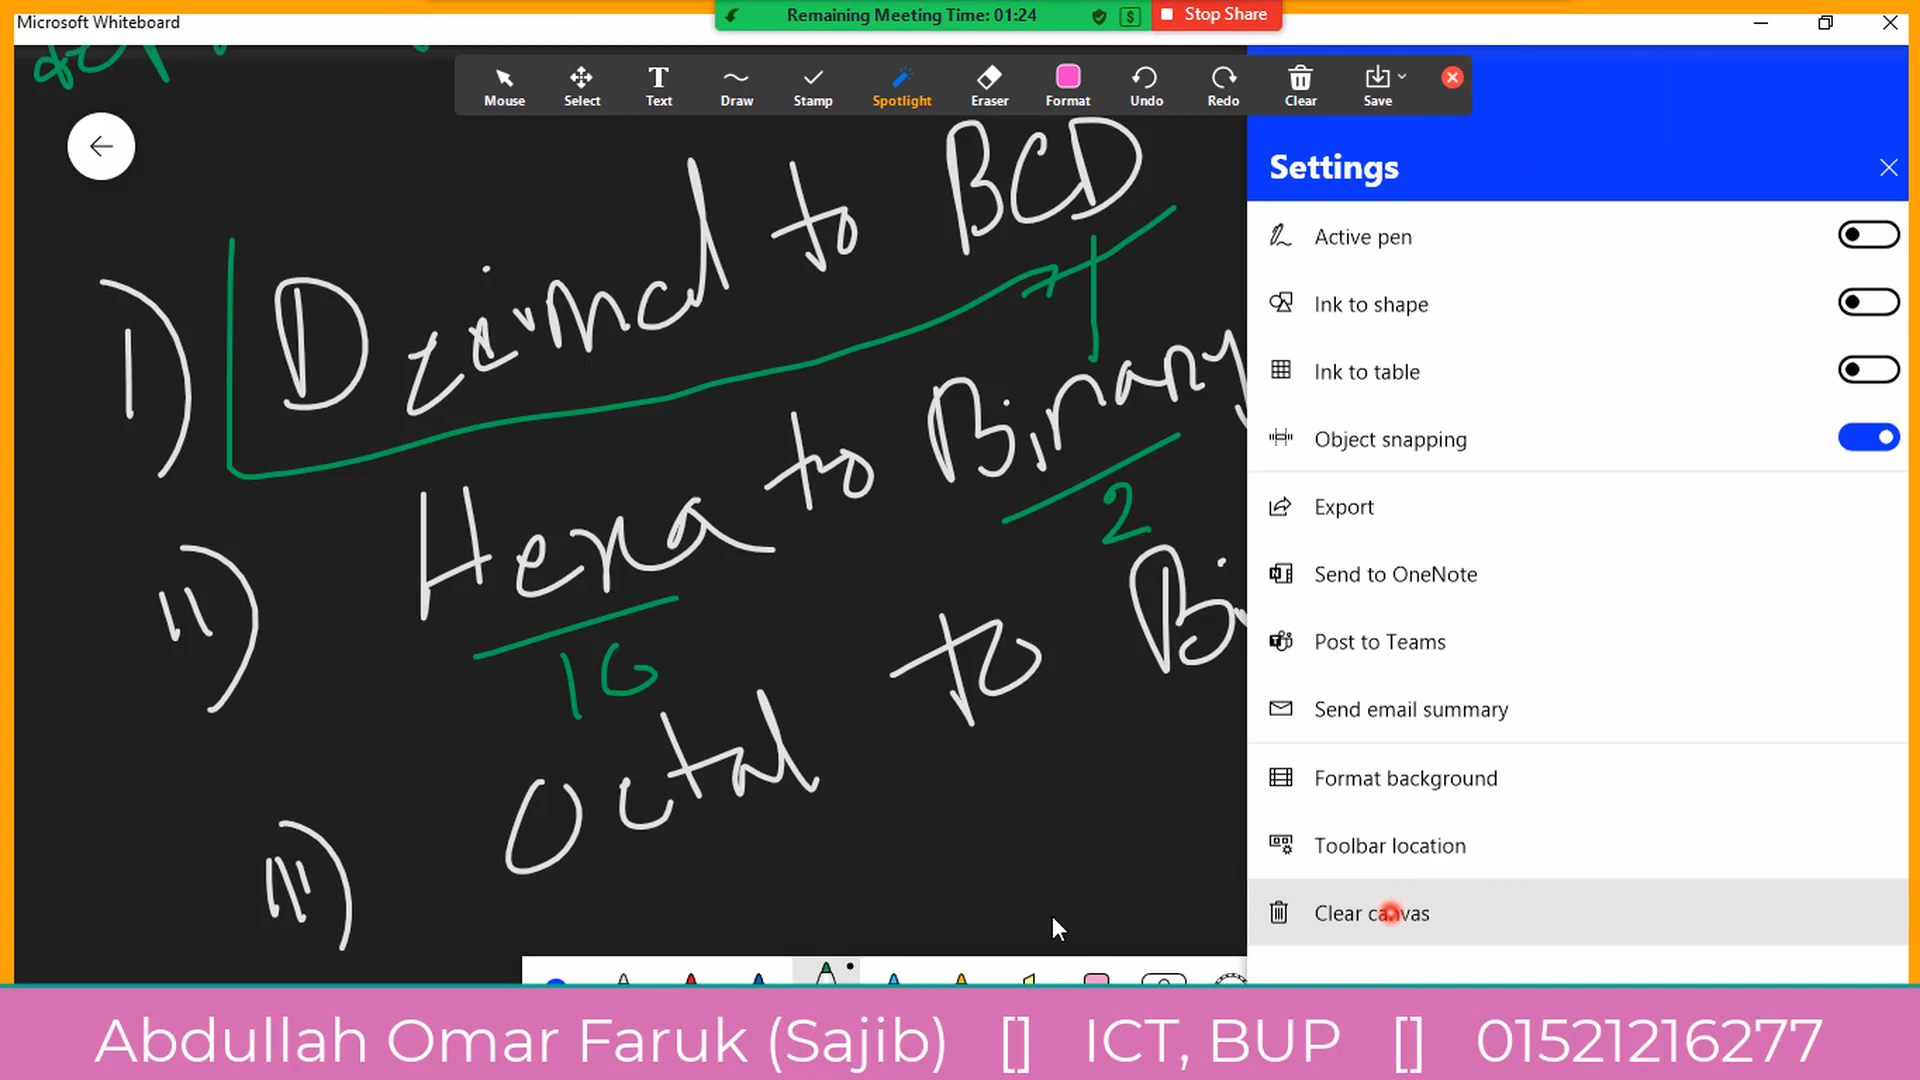 Microsoft Whiteboard
Remaining Meeting Time: 01:24
$
Stop Share
Mouse
Select
Text
Draw
Stamp
Spotlight
Eraser
Format
Undo
Redo
Clear
Save
I) Dezimal to BCD
II) Hexa to Binary
16
2
III) Octal to Bi
Settings
Active pen
Ink to shape
Ink to table
Object snapping
Export
Send to OneNote
Post to Teams
Send email summary
Format background
Toolbar location
Clear canvas
Abdullah Omar Faruk (Sajib) [] ICT, BUP [] 01521216277